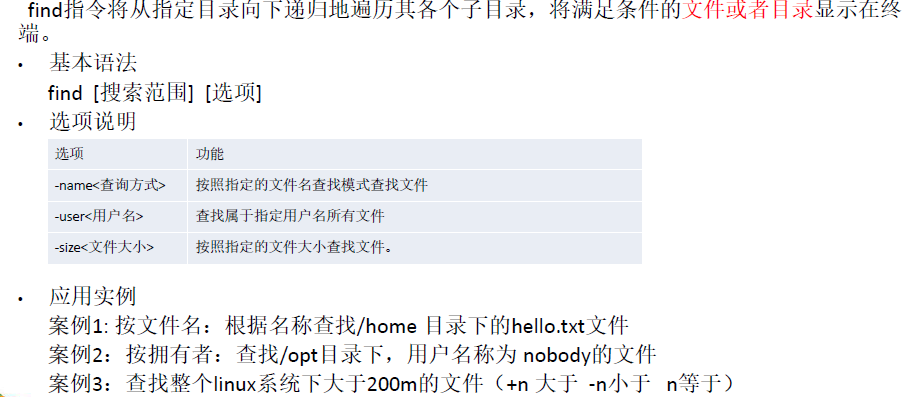 find指令将从指定目录向下递归地遍历其各个子目录，将满足条件的文件或者目录显示在终
端。
• 基本语法
find [搜索范围] [选项]
• 选项说明
选项 功能
-name<查询方式> 按照指定的文件名查找模式查找文件
-user<用户名> 查找属于指定用户名所有文件
-size<文件大小> 按照指定的文件大小查找文件。
• 应用实例
案例1: 按文件名：根据名称查找/home 目录下的hello.txt文件
案例2：按拥有者：查找/opt目录下，用户名称为 nobody的文件
案例3：查找整个linux系统下大于200m的文件（+n 大于 -n小于 n等于）